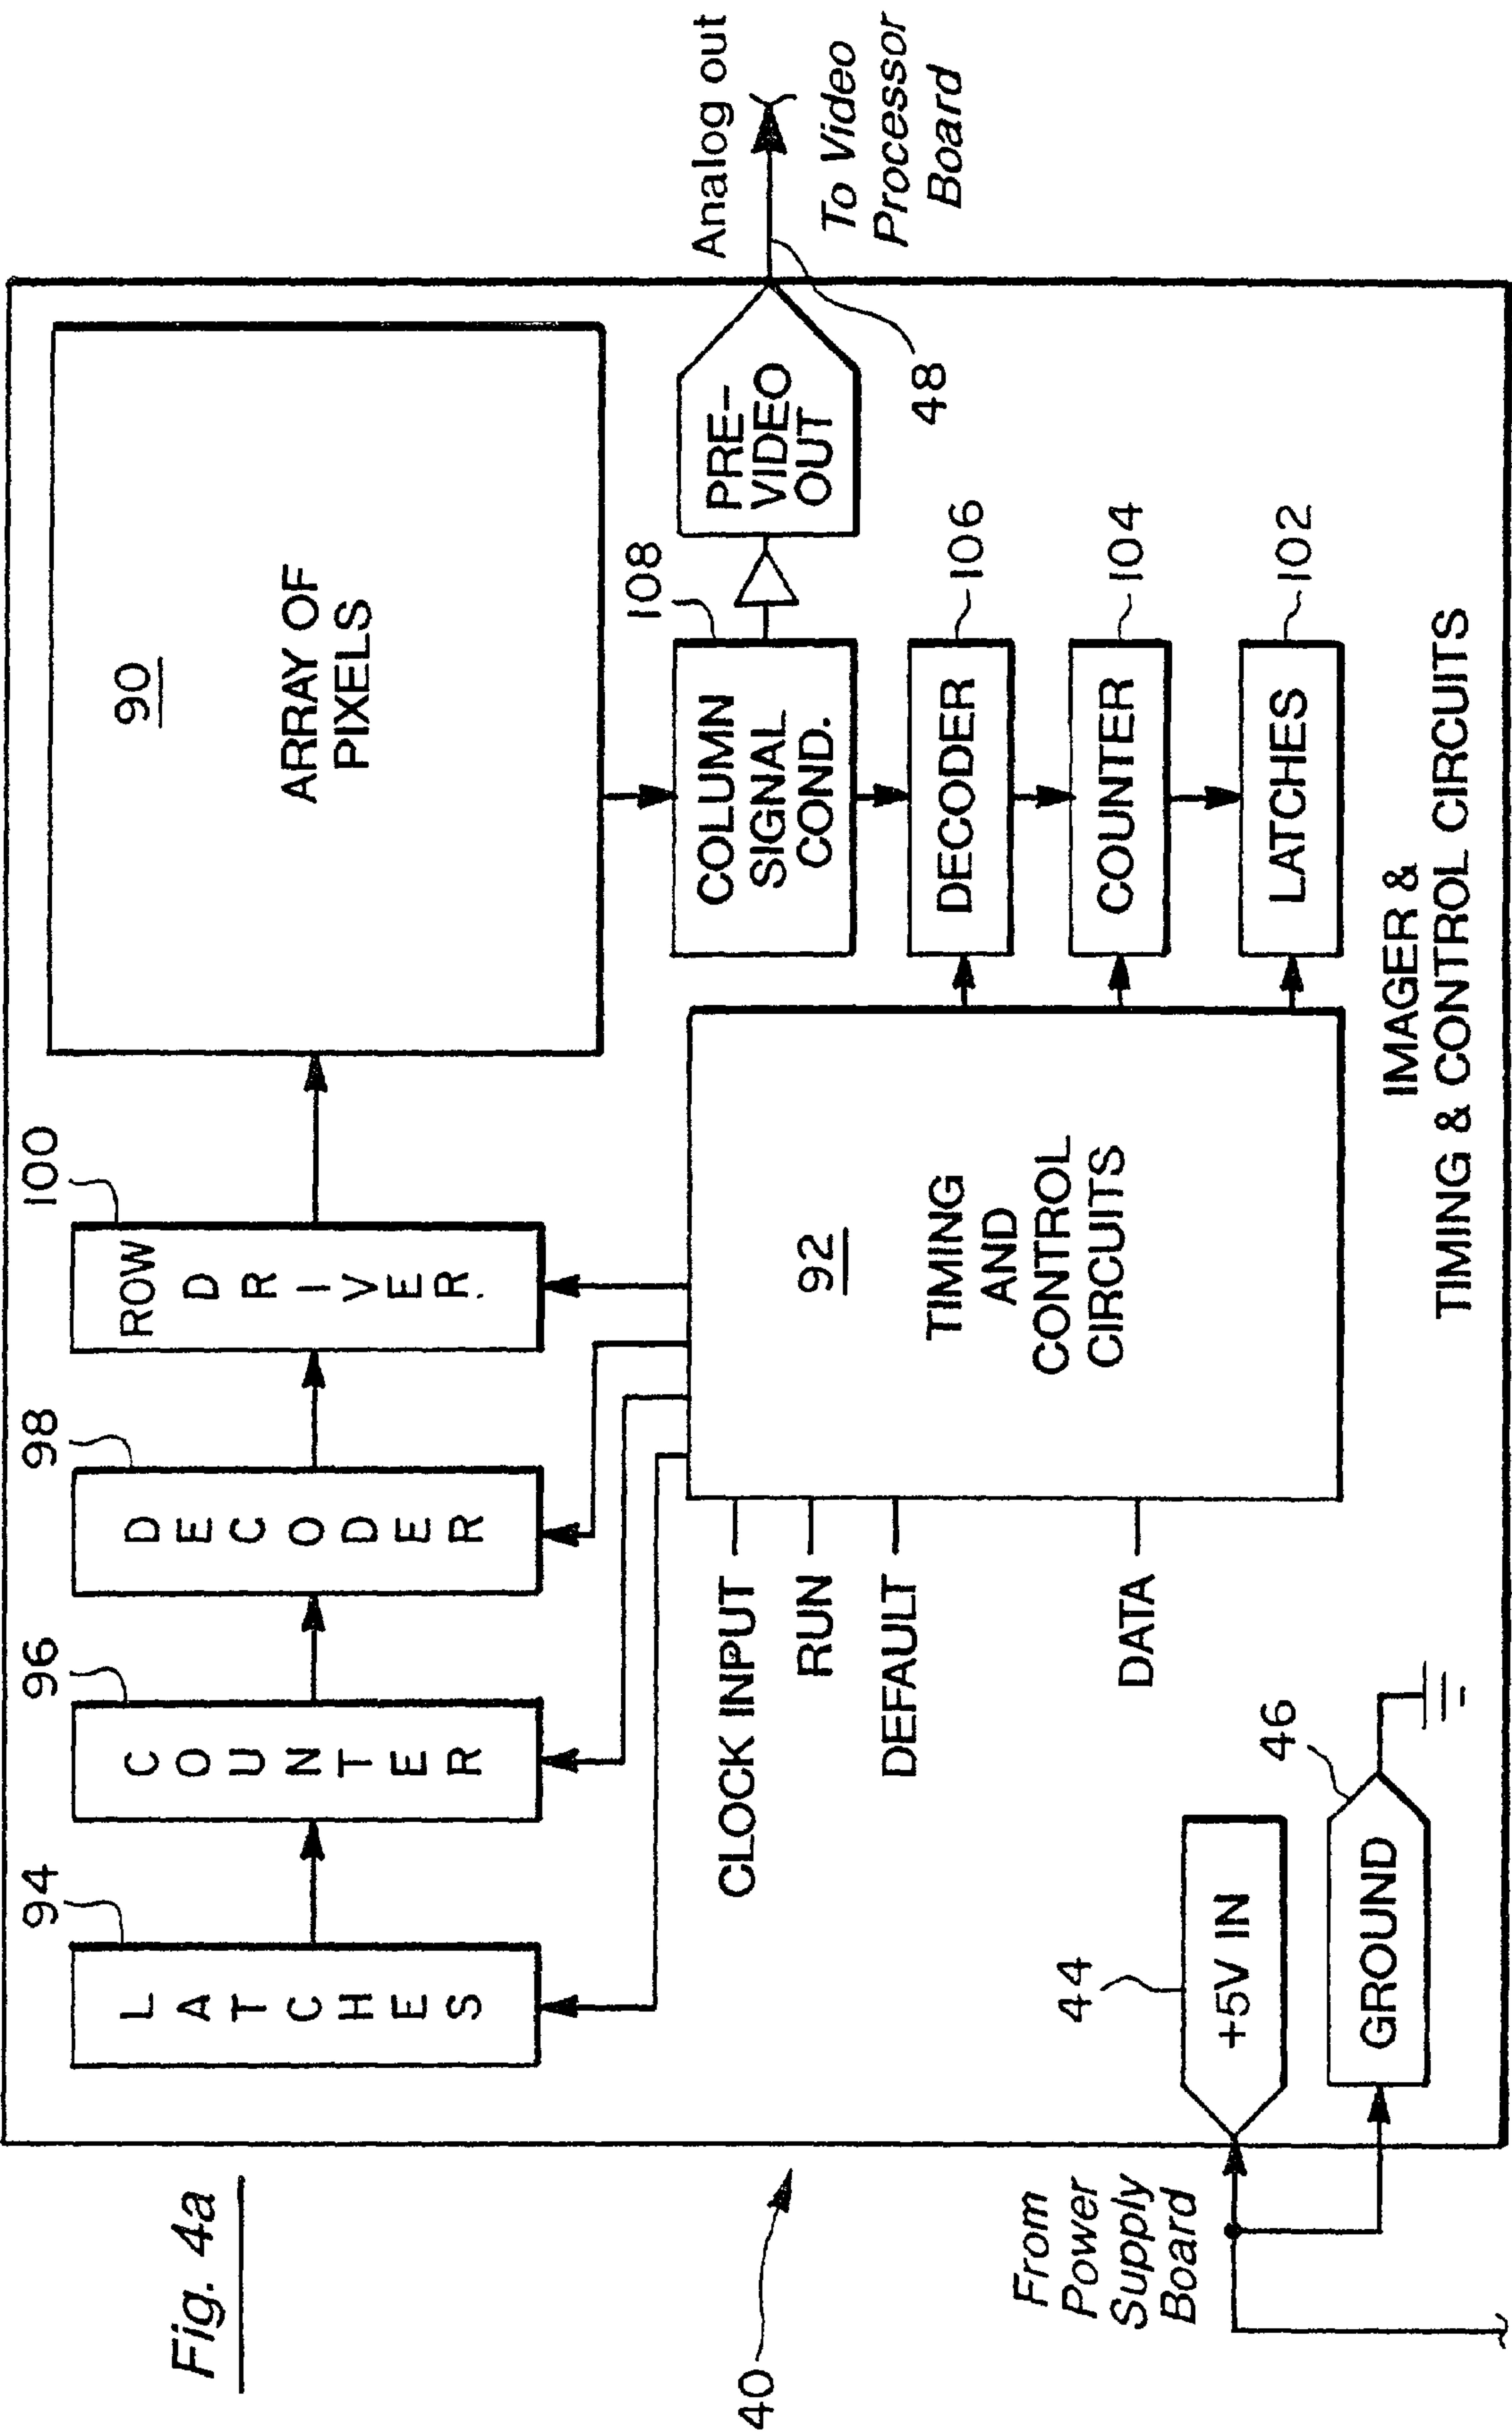 Fig. 4a
40
94
96
98
100
LATCHES
COUNTER
DECODER
ROW
DRIVER.
90
ARRAY OF
PIXELS
CLOCK INPUT
RUN
DEFAULT
DATA
92
TIMING
AND
CONTROL
CIRCUITS
108
COLUMN
SIGNAL
COND.
PRE-
VIDEO
OUT
48
Analog out
To Video
Processor
Board
DECODER
106
COUNTER
104
LATCHES
102
From
Power
Supply
Board
44
+5V IN
46
GROUND
IMAGER &
TIMING & CONTROL CIRCUITS